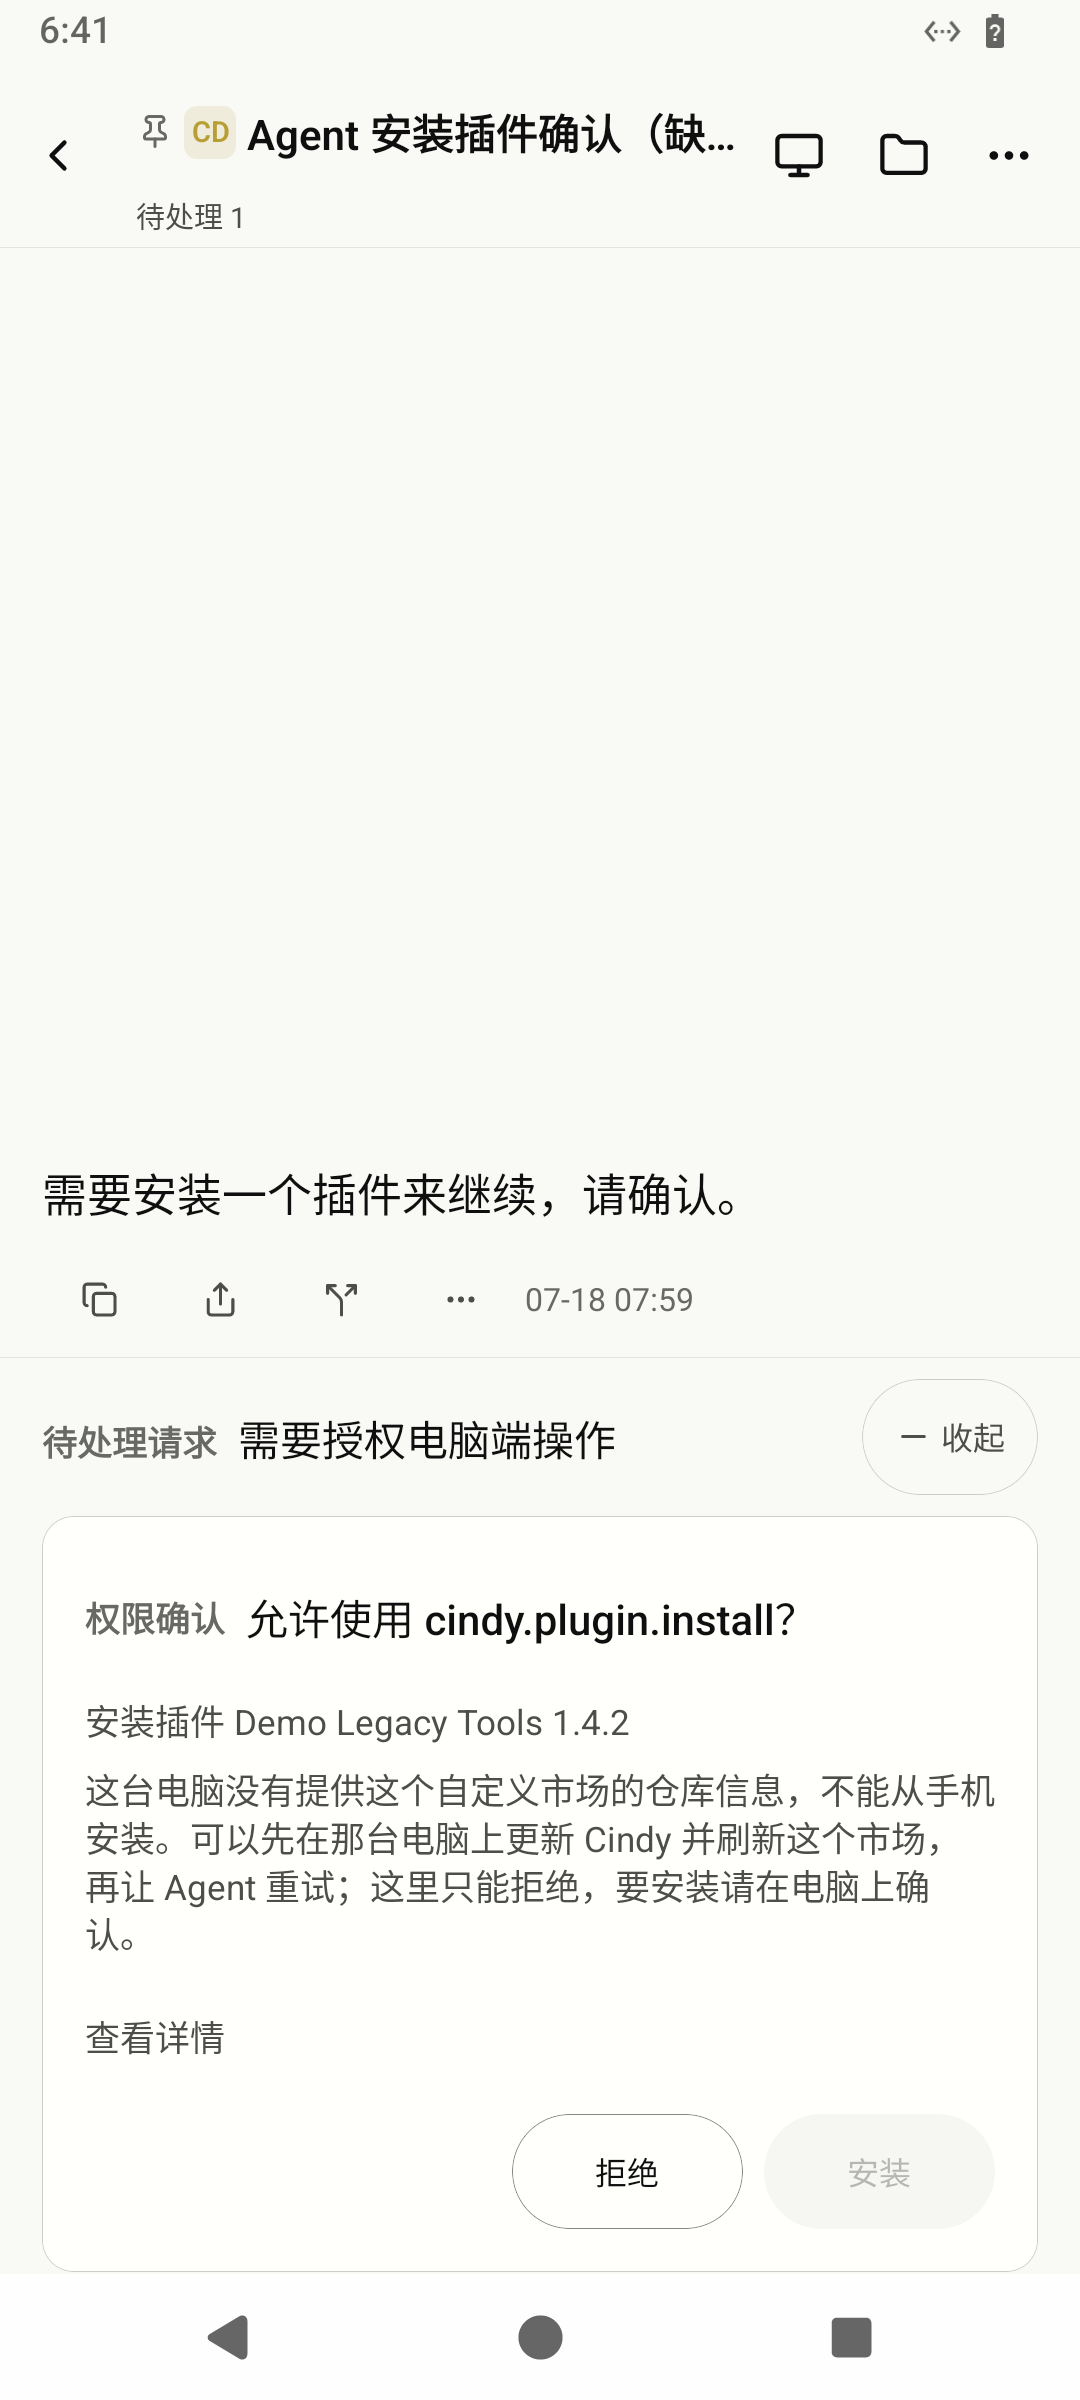 6:41
CD Agent 安装插件确认（缺...
待处理 1
需要安装一个插件来继续，请确认。
07-18 07:59
待处理请求 需要授权电脑端操作
收起
权限确认 允许使用 cindy.plugin.install?
安装插件 Demo Legacy Tools 1.4.2
这台电脑没有提供这个自定义市场的仓库信息，不能从手机
安装。可以先在那台电脑上更新 Cindy 并刷新这个市场，
再让 Agent 重试；这里只能拒绝，要安装请在电脑上确
认。
查看详情
拒绝
安装